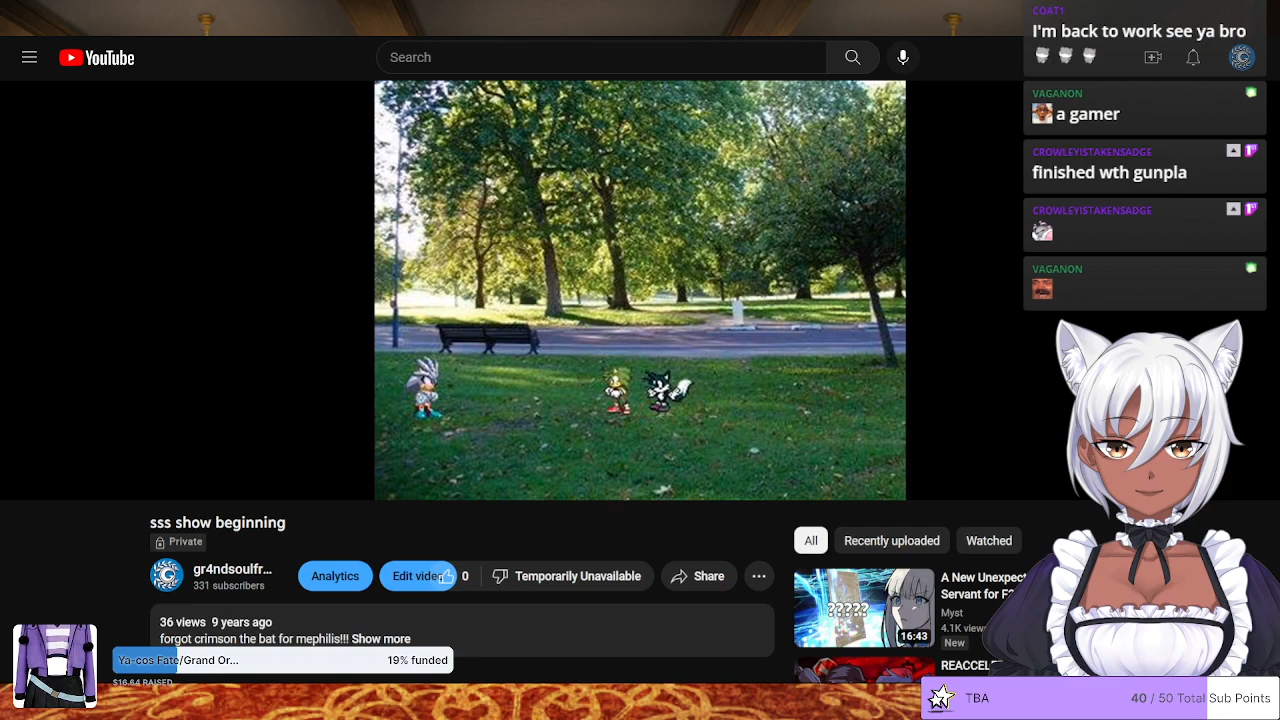 COAT1
I'm back to work see ya bro
YouTube
Search
VAGANON
a gamer
CROWLEYISTAKENSADGE
finished wth gunpla
CROWLEYISTAKENSADGE
VAGANON
sss show beginning
Private
gr4ndsoulfr...
331 subscribers
Analytics
Edit video
0
Temporarily Unavailable
Share
All
Recently uploaded
Watched
36 views 9 years ago
forgot crimson the bat for mephilis!!! Show more
?????
16:43
A New Unexpect
Servant for F
Myst
4.1K views
New
REACCELE
Ya-cos Fate/Grand Or...
19% funded
$16.64 RAISED
TBA
40 / 50 Total Sub Points